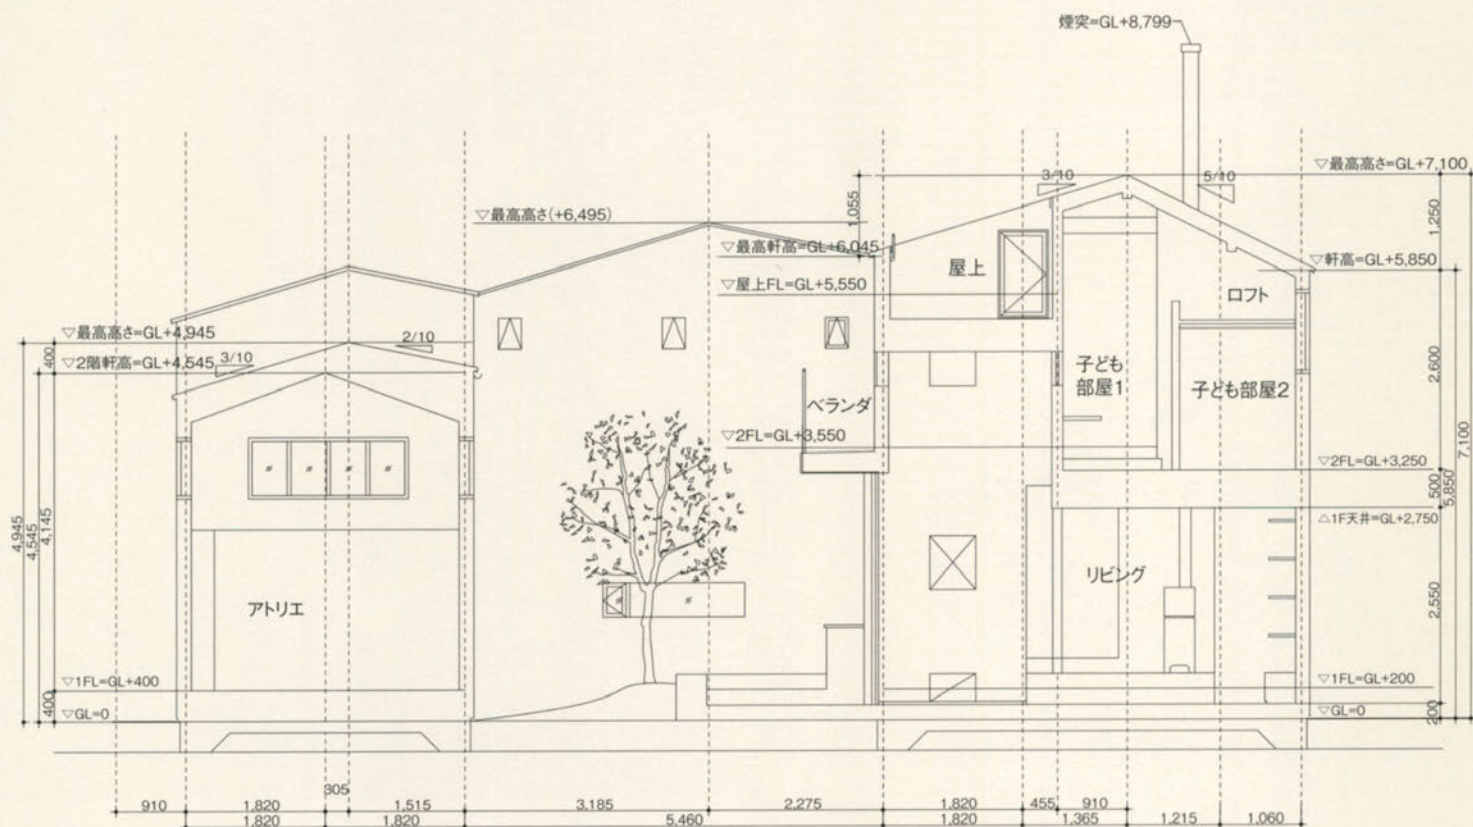 煙突=GL+8,799
▽最高高さ=GL+7,100
3/10
5/10
1,055
1,250
▽最高高さ(+6,495)
▽最高軒高=GL+6,045
▽軒高=GL+5,850
屋上
▽屋上FL=GL+5,550
ロフト
▽最高高さ=GL+4,945
2/10
400
▽2階軒高=GL+4,545
3/10
子ども
部屋1
子ども部屋2
2,600
ベランダ
▽2FL=GL+3,550
▽2FL=GL+3,250
7,100
5,850
500
△1F天井=GL+2,750
4,945
4,545
4,145
リビング
2,550
アトリエ
▽1FL=GL+400
▽1FL=GL+200
400
▽GL=0
▽GL=0
200
305
910
1,820
1,515
3,185
2,275
1,820
455
910
1,820
1,820
5,460
1,820
1,365
1,215
1,060